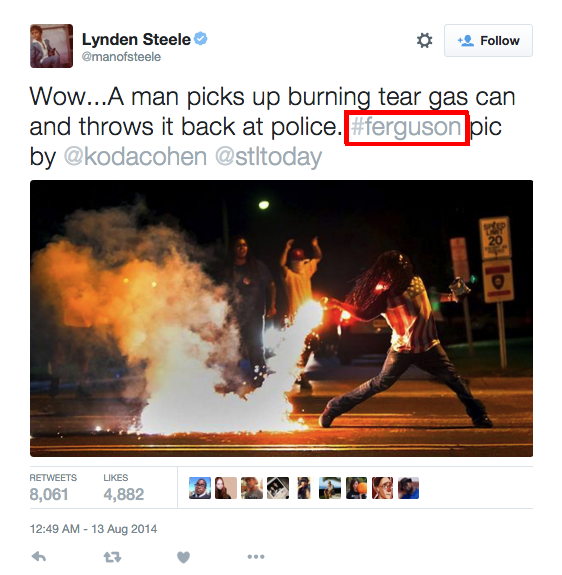 Lynden Steele
@manofsteele
Follow
Wow...A man picks up burning tear gas can
and throws it back at police. #ferguson pic
by @kodacohen @stltoday
SPEED
LIMIT
20
RETWEETS
8,061
LIKES
4,882
12:49 AM - 13 Aug 2014